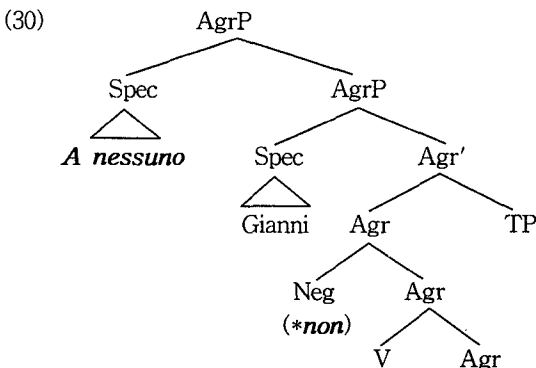 (30) AgrP
Spec AgrP
A nessuno Spec Agr′
Gianni Agr TP
Neg Agr
(*non)
V Agr